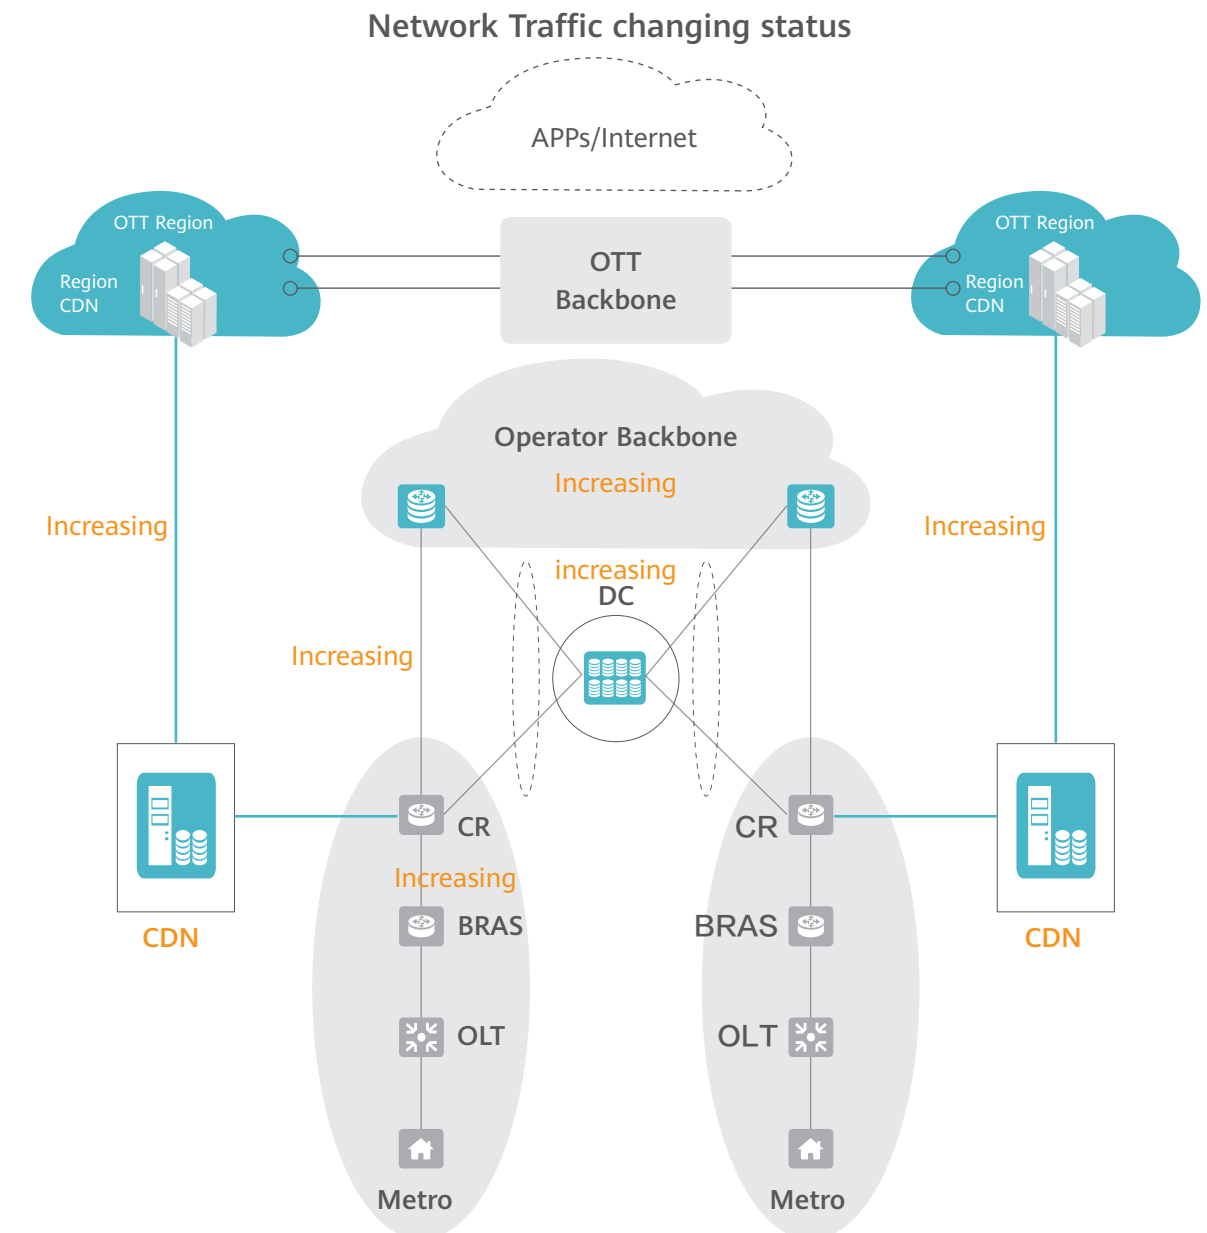 Network Traffic changing status
APPs/Internet
OTT Region
Region
CDN
OTT
Backbone
OTT Region
Region
CDN
Operator Backbone
Increasing
Increasing
Increasing
increasing
DC
Increasing
CR
CR
Increasing
BRAS
BRAS
CDN
CDN
OLT
OLT
Metro
Metro